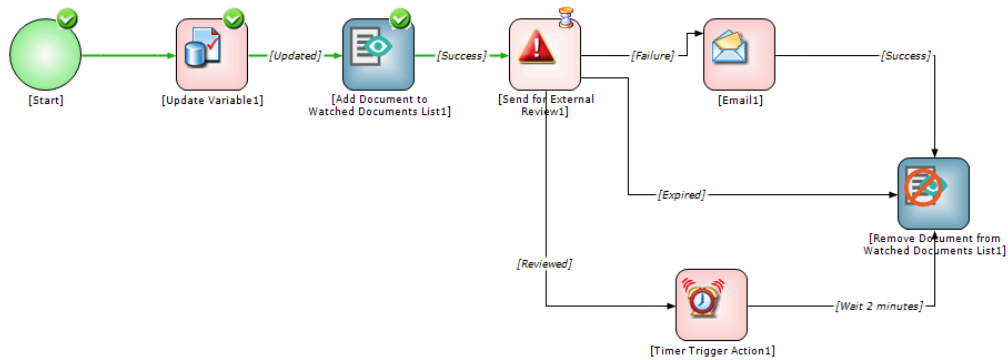 [Updated]
[Success]
[Failure]
[Success]
[Start]
[Update Variable1]
[Add Document to
Watched Documents List1]
[Send for External
Review1]
[Email1]
[Expired]
[Remove Document from
Watched Documents List1]
[Reviewed]
[Wait 2 minutes]
[Timer Trigger Action1]